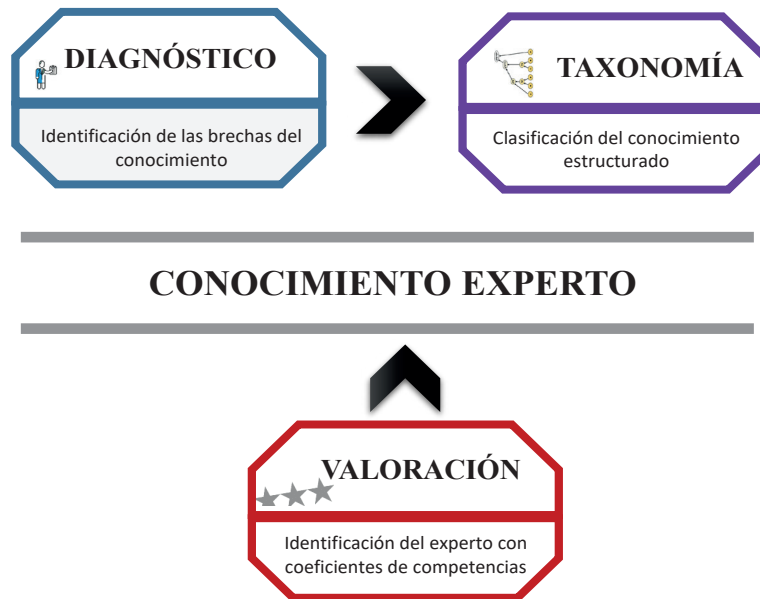 DIAGNÓSTICO
Identificación de las brechas del
conocimiento
TAXONOMÍA
Clasificación del conocimiento
estructurado
CONOCIMIENTO EXPERTO
VALORACIÓN
Identificación del experto con
coeficientes de competencias